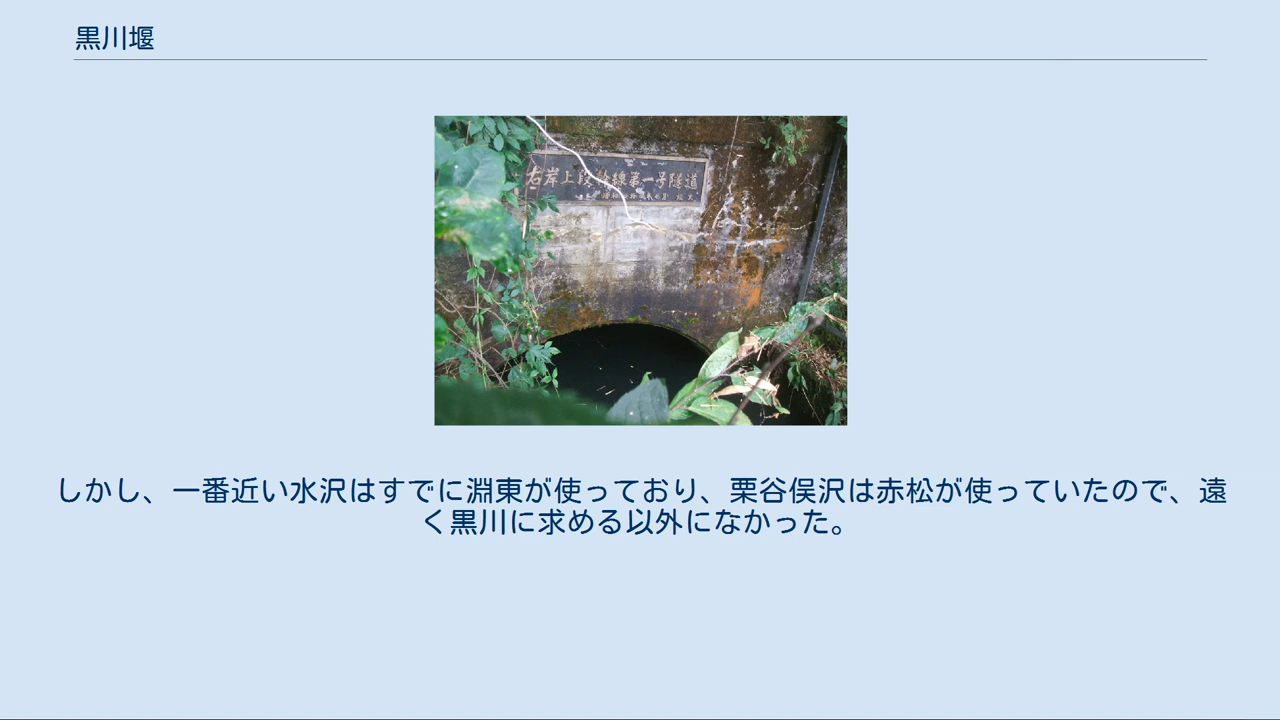 黒川堰
右岸上段幹線第一号隧道
しかし、一番近い水沢はすでに淵東が使っており、栗谷俣沢は赤松が使っていたので、遠
く黒川に求める以外になかった。